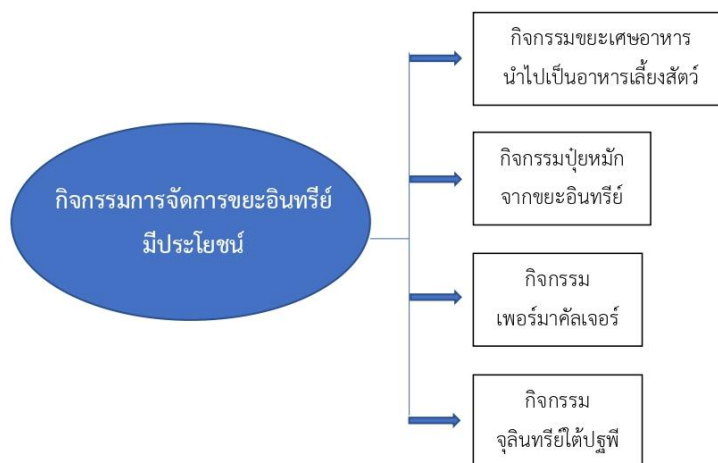 กิจกรรมการจัดการขยะอินทรีย์
มีประโยชน์
กิจกรรมขยะเศษอาหาร
นำไปเป็นอาหารเลี้ยงสัตว์
กิจกรรมปุ๋ยหมัก
จากขยะอินทรีย์
กิจกรรม
เพอร์มาคัลเจอร์
กิจกรรม
จุลินทรีย์ใต้ปฐพี